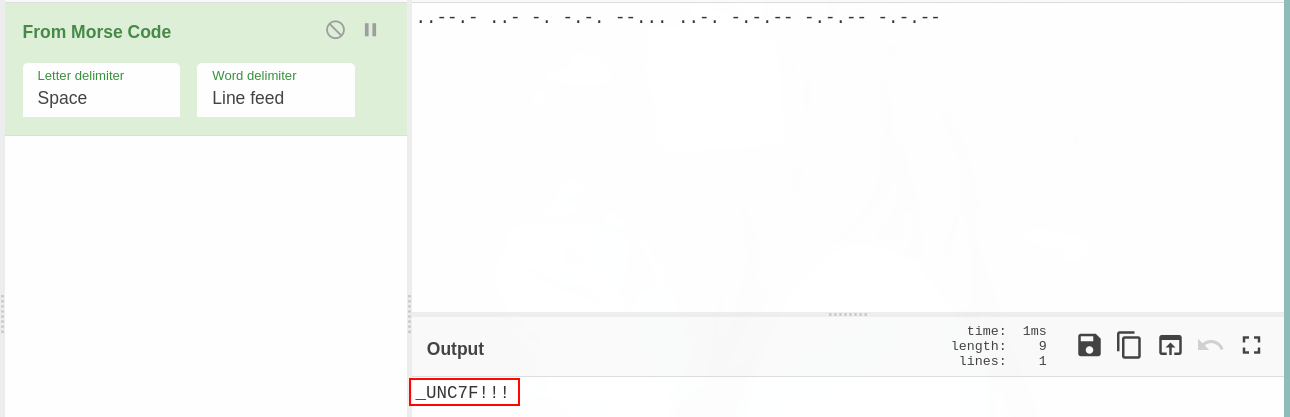 From Morse Code
Letter delimiter
Space
Word delimiter
Line feed
..--.- ..- -. -.-. --... ..-. -.-.-- -.-.-- -.-.--
Output
time: 1ms
length: 9
lines: 1
_UNC7F!!!